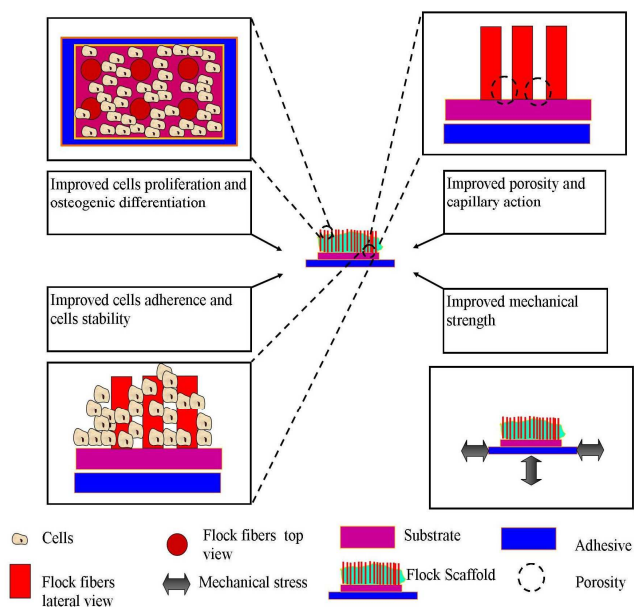 Improved cells proliferation and
osteogenic differentiation
Improved porosity and
capillary action
Improved cells adherence and
cells stability
Improved mechanical
strength
Cells
Flock fibers top
view
Substrate
Adhesive
Flock fibers
lateral view
Mechanical stress
Flock Scaffold
Porosity